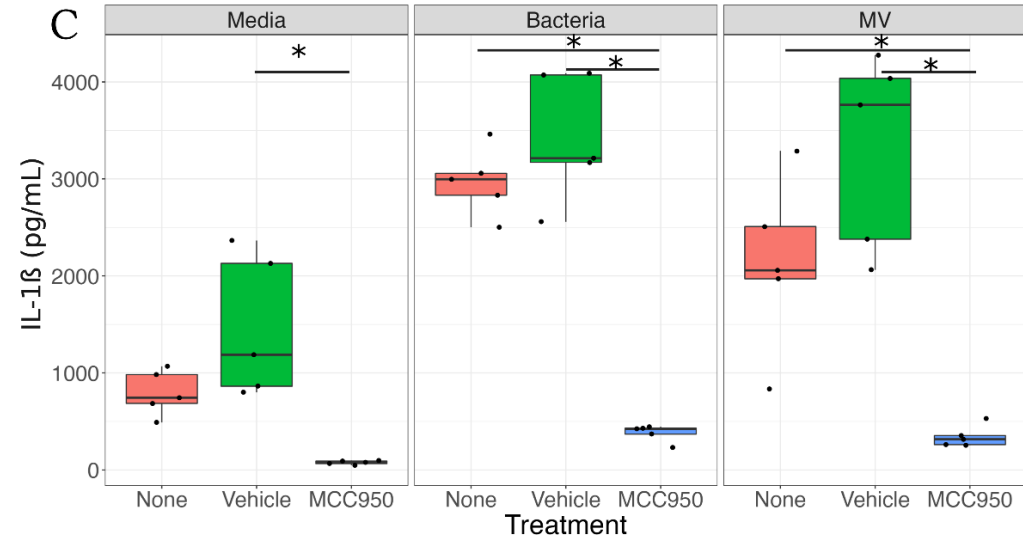 C
Media
Bacteria
MV
*
*
*
*
*
IL-1ß (pg/mL)
4000
3000
2000
1000
0
None Vehicle MCC950
None Vehicle MCC950
None Vehicle MCC950
Treatment